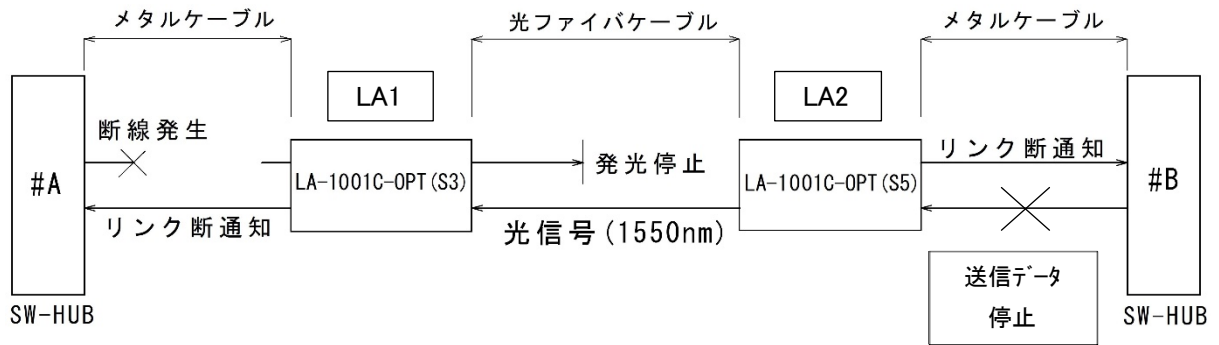 メタルケーブル
光ファイバケーブル
メタルケーブル
LA1
LA2
断線発生
#A
LA-1001C-OPT(S3)
発光停止
LA-1001C-OPT(S5)
リンク断通知
#B
リンク断通知
光信号(1550nm)
送信データ
停止
SW-HUB
SW-HUB